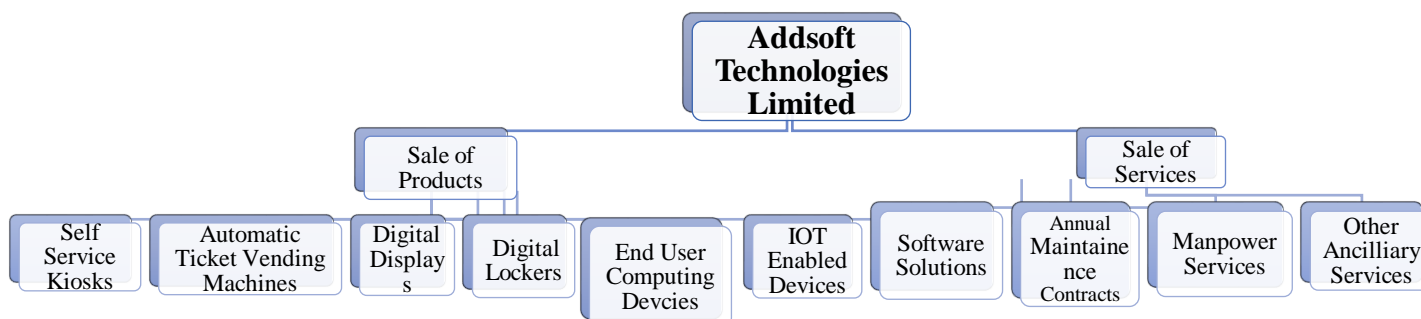 Addsoft
Technologies
Limited
Sale of
Products
Sale of
Services
Self
Service
Kiosks
Automatic
Ticket Vending
Machines
Digital
Display
s
Digital
Lockers
End User
Computing
Devcies
IOT
Enabled
Devices
Software
Solutions
Annual
Maintaine
nce
Contracts
Manpower
Services
Other
Ancilliary
Services